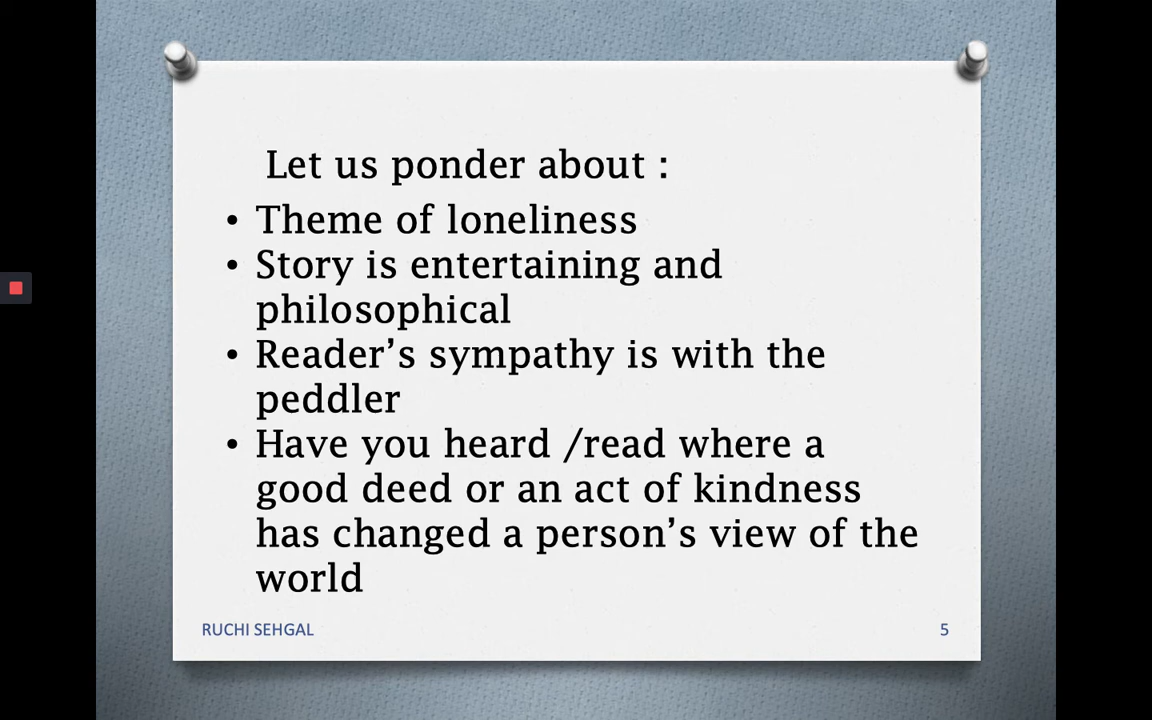 Let us ponder about :
• Theme of loneliness
• Story is entertaining and
philosophical
• Reader’s sympathy is with the
peddler
• Have you heard /read where a
good deed or an act of kindness
has changed a person’s view of the
world
RUCHI SEHGAL 5